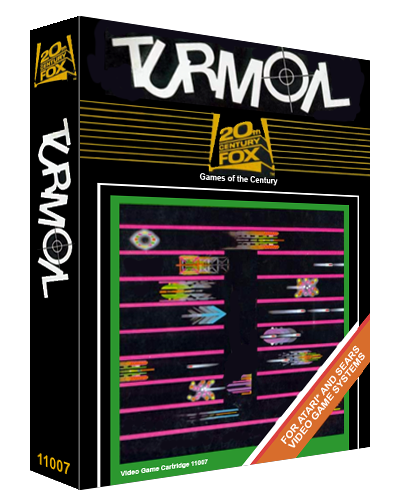 20th
CENTURY
FOX
TURMOIL
11007
TURMOIL
20th
CENTURY
FOX
Games of the Century
FOR ATARI® AND SEARS
VIDEO GAME SYSTEMS
Video Game Cartridge 11007